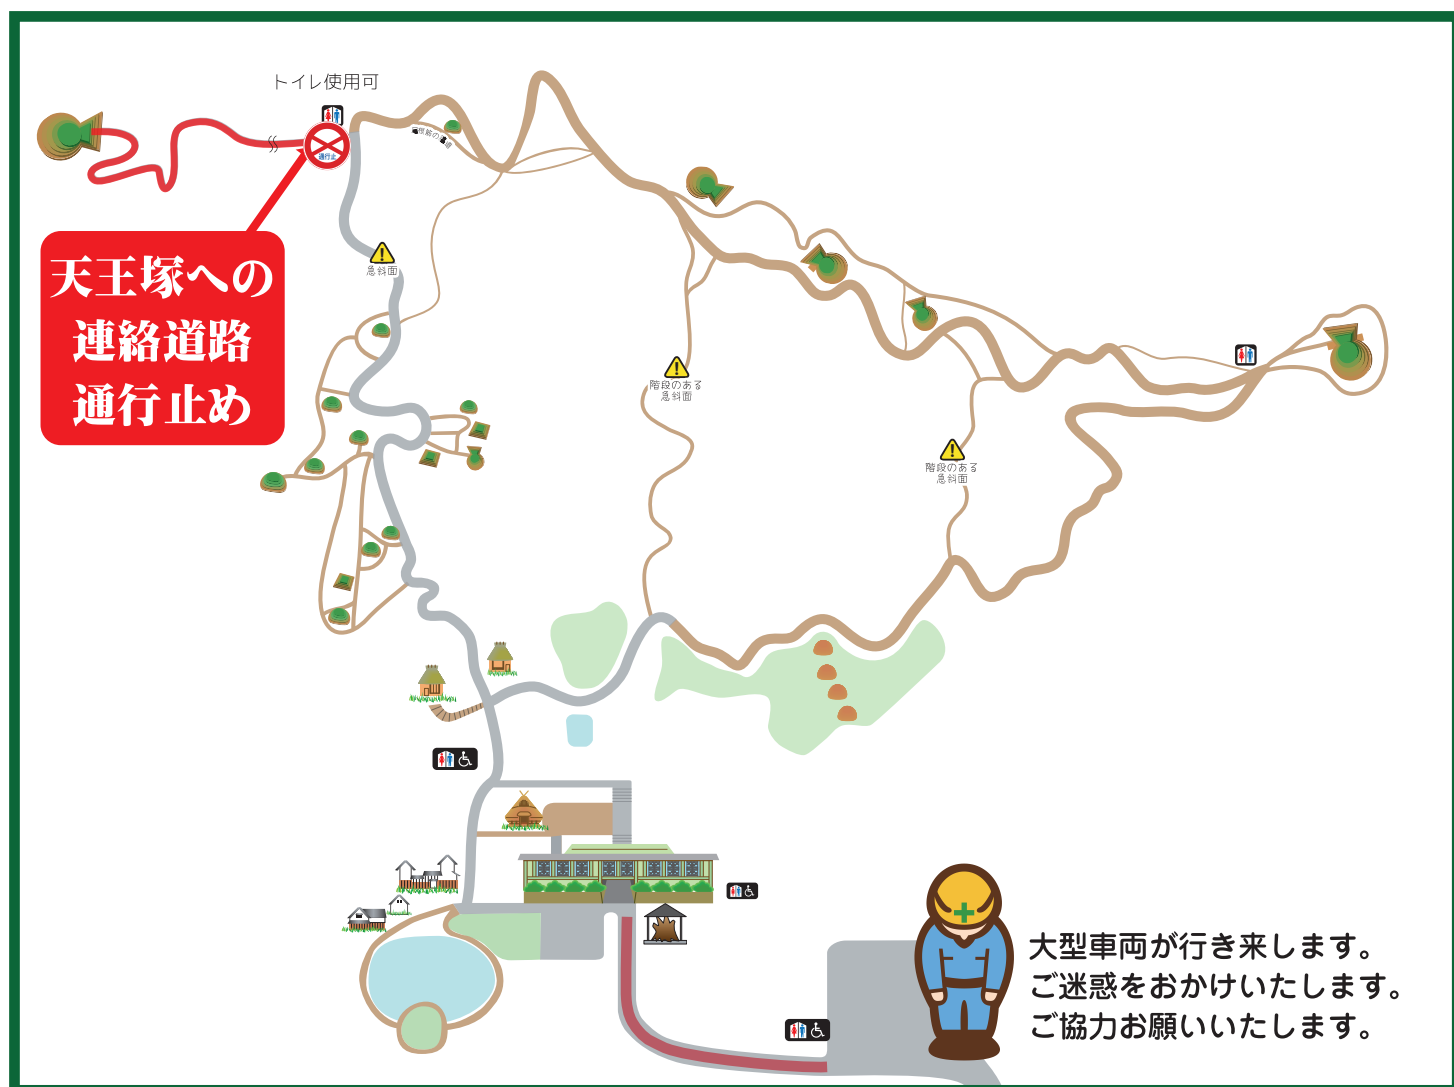 トイレ使用可
通行止
急斜面
天王塚への
連絡道路
通行止め
階段のある
急斜面
階段のある
急斜面
大型車両が行き来します。
ご迷惑をおかけいたします。
ご協力お願いいたします。